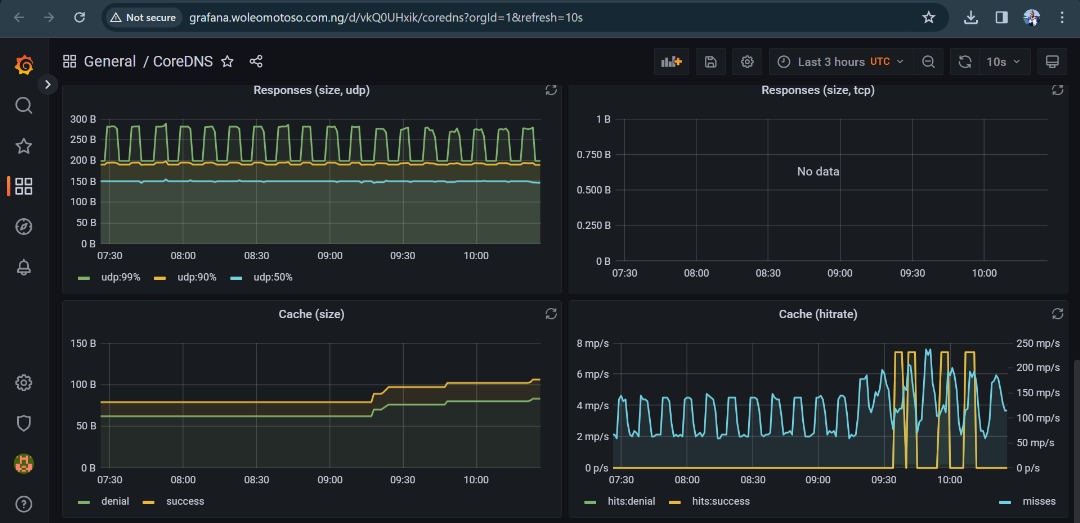 Not secure grafana.woleomotoso.com.ng/d/vkQ0UHxik/coredns?orgId=1&refresh=10s
General / CoreDNS Last 3 hours UTC 10s
Responses (size, udp)
300 B
250 B
200 B
150 B
100 B
50 B
0 B
07:30 08:00 08:30 09:00 09:30 10:00
udp:99% udp:90% udp:50%
Responses (size, tcp)
1 B
0.750 B
0.500 B
0.250 B
0 B
No data
07:30 08:00 08:30 09:00 09:30 10:00
Cache (size)
150 B
100 B
50 B
0 B
07:30 08:00 08:30 09:00 09:30 10:00
denial success
Cache (hitrate)
8 mp/s 250 mp/s
6 mp/s 200 mp/s
150 mp/s
4 mp/s 100 mp/s
2 mp/s 50 mp/s
0 p/s 0 p/s
07:30 08:00 08:30 09:00 09:30 10:00
hits:denial hits:success misses